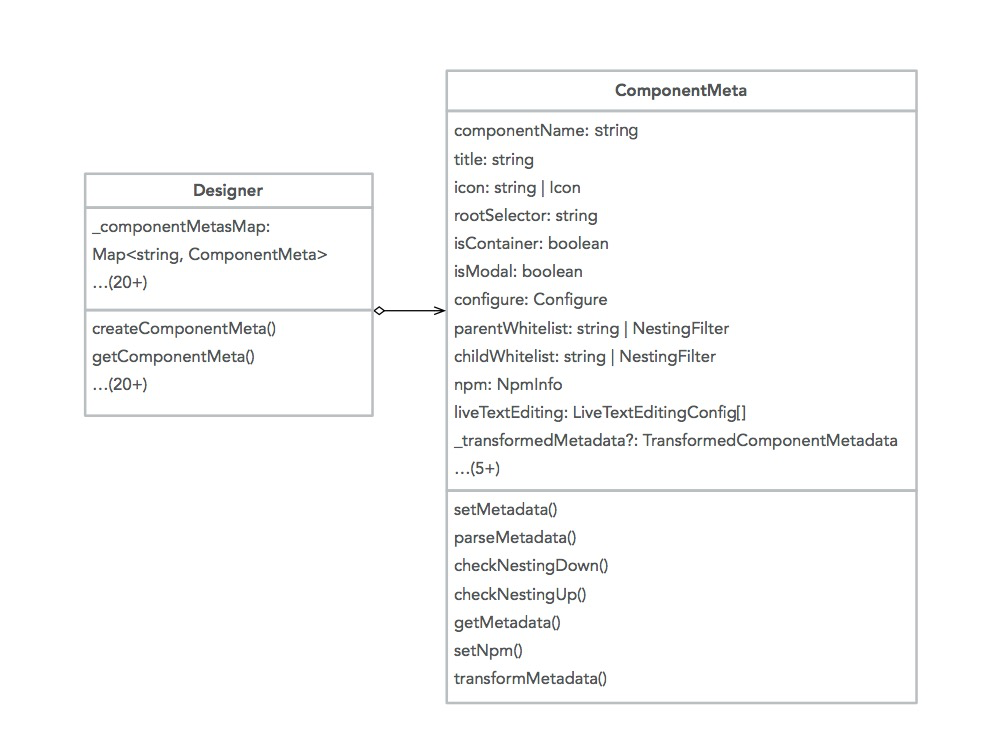 Designer
_componentMetasMap:
Map<string, ComponentMeta>
...(20+)
createComponentMeta()
getComponentMeta()
...(20+)
ComponentMeta
componentName: string
title: string
icon: string | Icon
rootSelector: string
isContainer: boolean
isModal: boolean
configure: Configure
parentWhitelist: string | NestingFilter
childWhitelist: string | NestingFilter
npm: NpmInfo
liveTextEditing: LiveTextEditingConfig[]
_transformedMetadata?: TransformedComponentMetadata
...(5+)
setMetadata()
parseMetadata()
checkNestingDown()
checkNestingUp()
getMetadata()
setNpm()
transformMetadata()